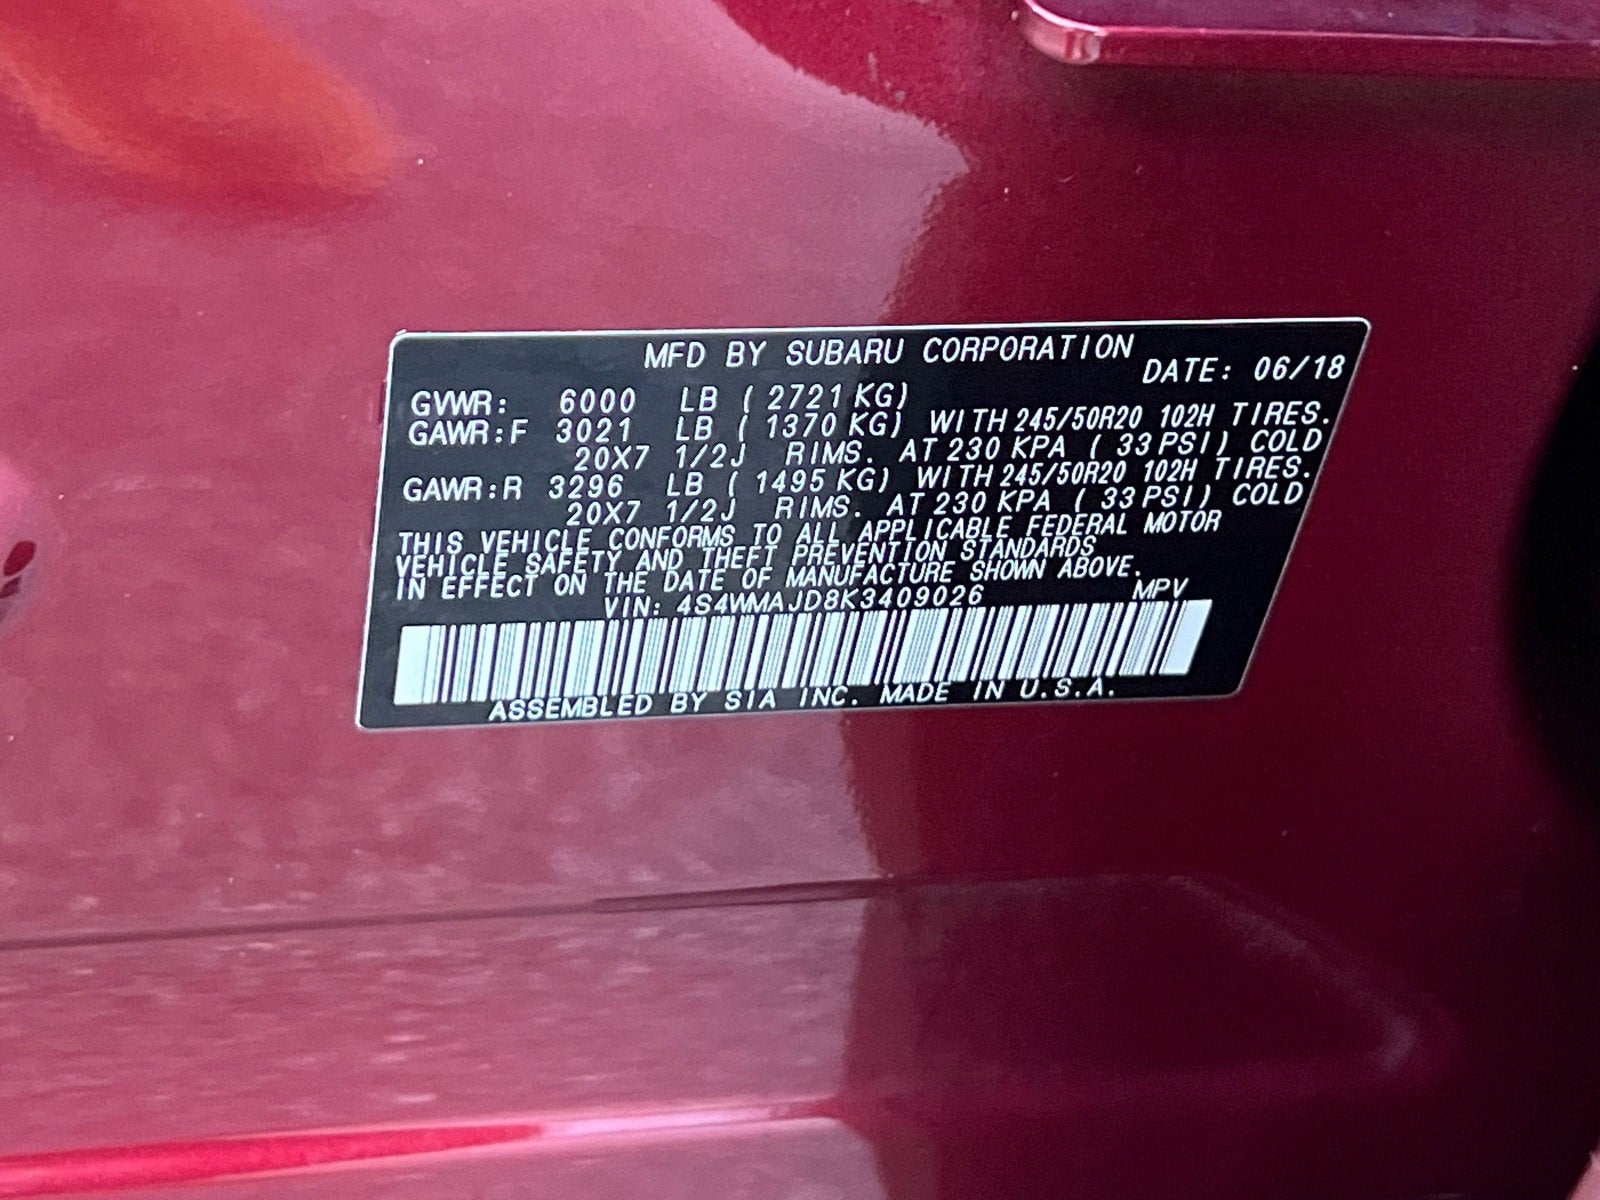 MFD BY SUBARU CORPORATION
DATE: 06/18
GVWR: 6000 LB ( 2721 KG)
GAWR:F 3021 LB ( 1370 KG) WITH 245/50R20 102H TIRES.
20X7 1/2J RIMS. AT 230 KPA ( 33 PSI) COLD
GAWR:R 3296 LB ( 1495 KG) WITH 245/50R20 102H TIRES.
20X7 1/2J RIMS. AT 230 KPA ( 33 PSI) COLD
THIS VEHICLE CONFORMS TO ALL APPLICABLE FEDERAL MOTOR
VEHICLE SAFETY AND THEFT PREVENTION STANDARDS
IN EFFECT ON THE DATE OF MANUFACTURE SHOWN ABOVE.
VIN: 4S4WMAJD8K3409026 MPV
ASSEMBLED BY SIA INC. MADE IN U.S.A.